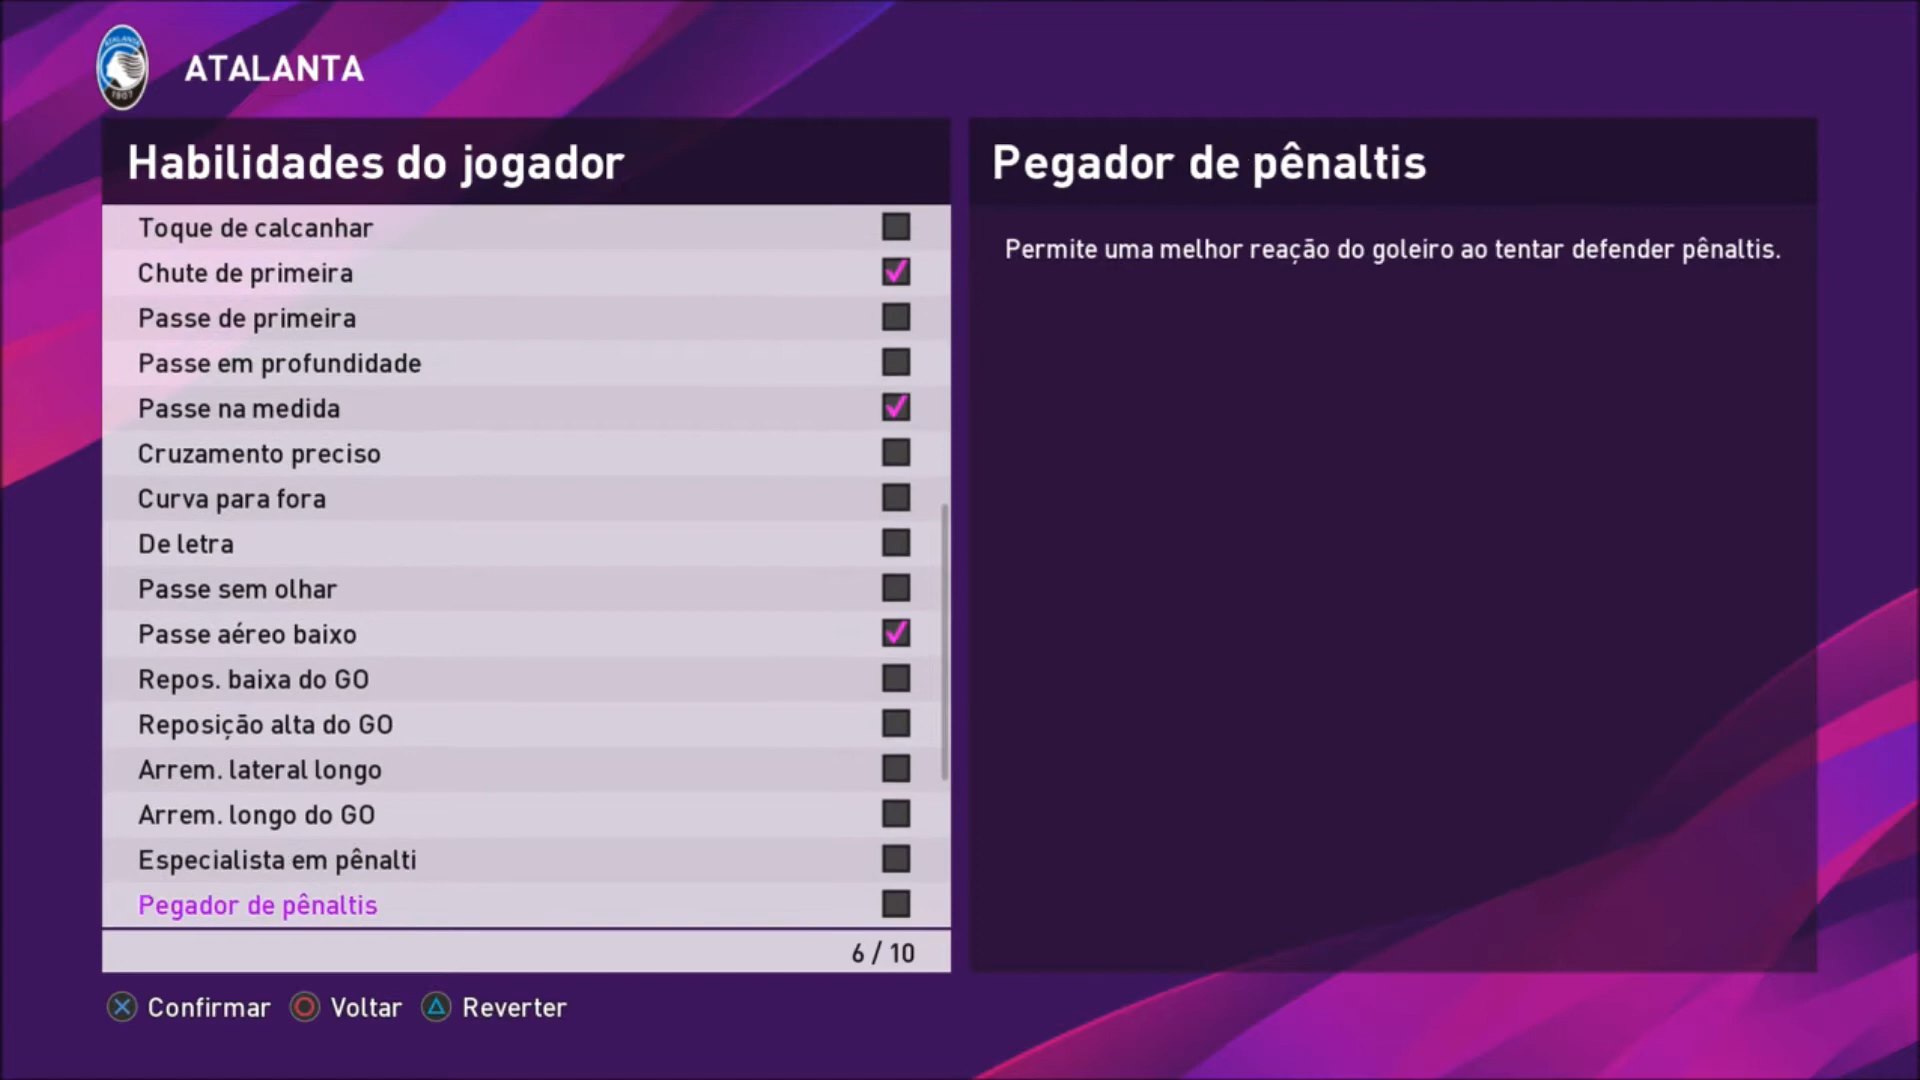 ATALANTA
1907
ATALANTA
Habilidades do jogador
Toque de calcanhar
Chute de primeira
Passe de primeira
Passe em profundidade
Passe na medida
Cruzamento preciso
Curva para fora
De letra
Passe sem olhar
Passe aéreo baixo
Repos. baixa do GO
Reposição alta do GO
Arrem. lateral longo
Arrem. longo do GO
Especialista em pênalti
Pegador de pênaltis
6 / 10
Pegador de pênaltis
Permite uma melhor reação do goleiro ao tentar defender pênaltis.
Confirmar Voltar Reverter